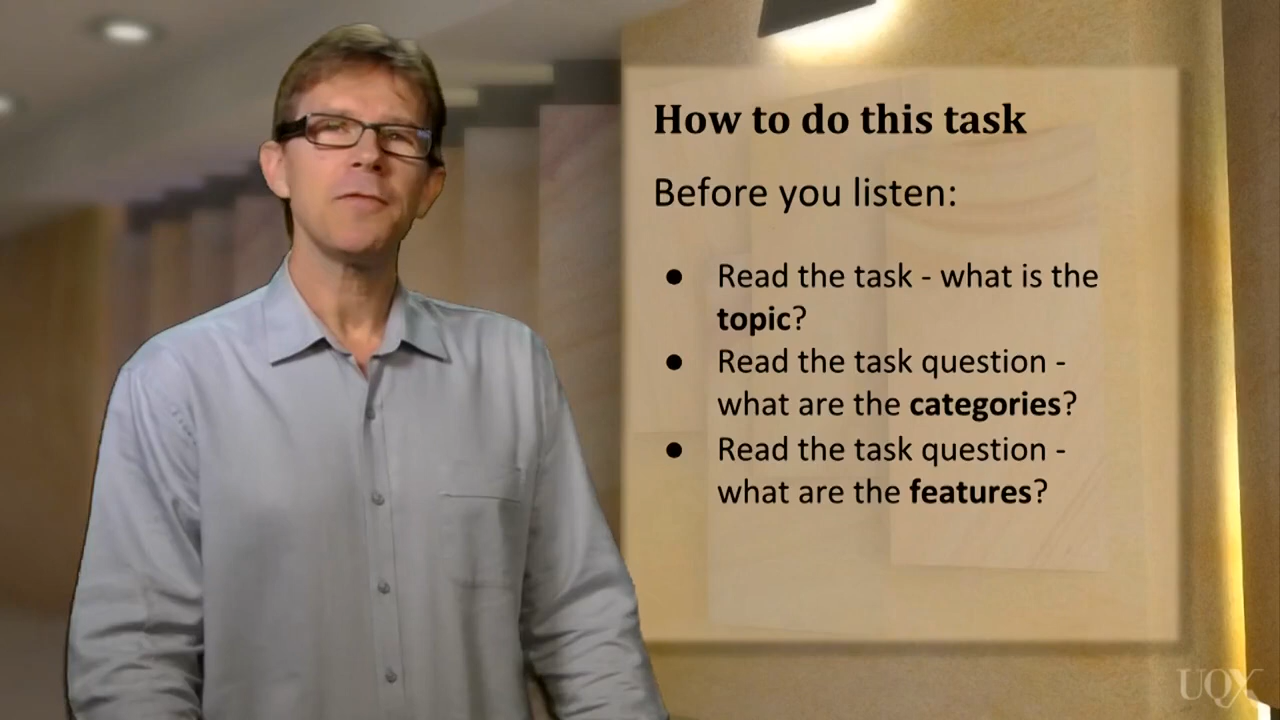 How to do this task
Before you listen:
● Read the task - what is the
topic?
● Read the task question -
what are the categories?
● Read the task question -
what are the features?
UQX